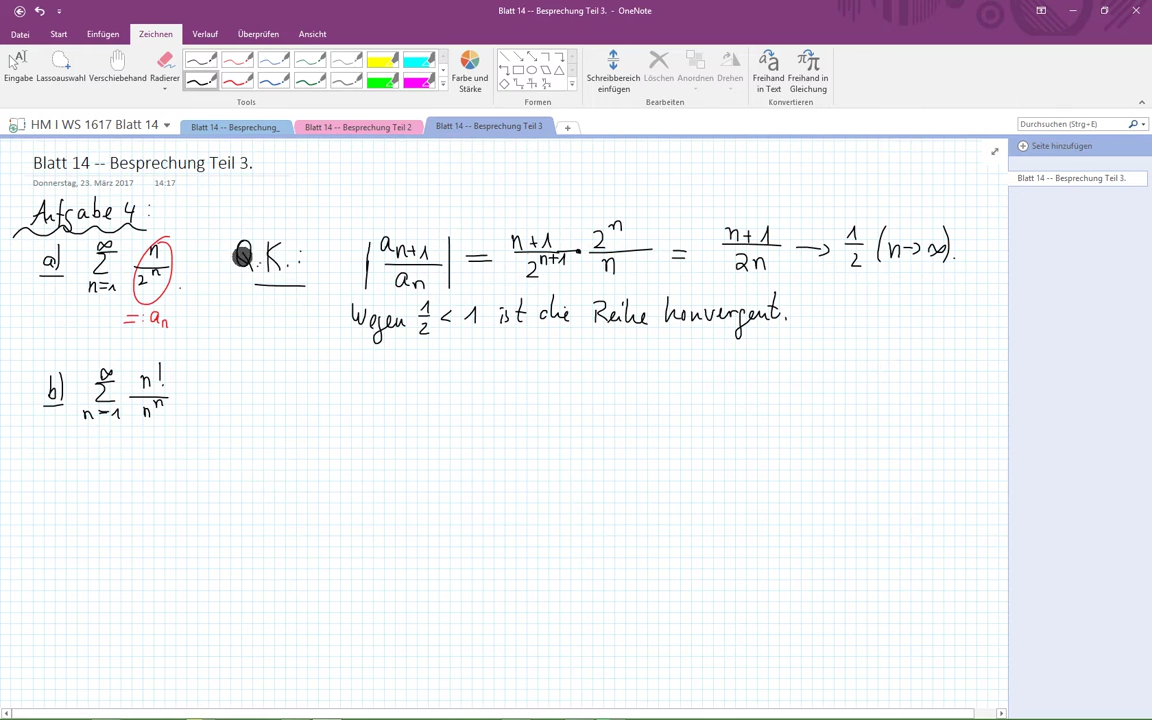 Blatt 14 -- Besprechung Teil 3. - OneNote
Datei Start Einfügen Zeichnen Verlauf Überprüfen Ansicht
Eingabe Lassoauswahl Verschiebehand Radierer Farbe und Stärke Schreibbereich einfügen Löschen Anordnen Drehen Freihand in Text Freihand in Gleichung
Tools Formen Bearbeiten Konvertieren
HM I WS 1617 Blatt 14 Blatt 14 -- Besprechung_ Blatt 14 -- Besprechung Teil 2 Blatt 14 -- Besprechung Teil 3 Durchsuchen (Strg+E)
Seite hinzufügen
Blatt 14 -- Besprechung Teil 3.
Blatt 14 -- Besprechung Teil 3.
Donnerstag, 23. März 2017 14:17
Aufgabe 4:
a) ∑_{n=1}^{∞} n/2^n . Q.K.: |a_{n+1}/a_n| = (n+1)/2^{n+1} · 2^n/n = (n+1)/2n → 1/2 (n→∞).
=: a_n
Wegen 1/2 < 1 ist die Reihe konvergent.
b) ∑_{n=1}^{∞} n!/n^n